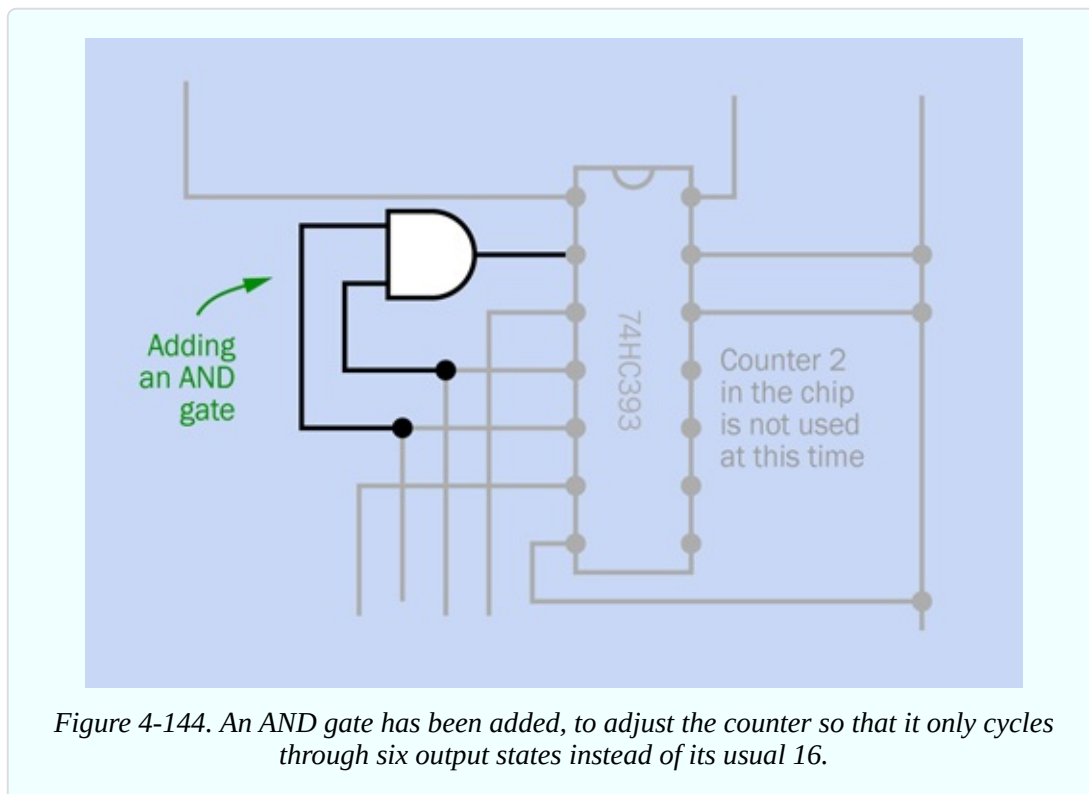 Adding
an AND
gate
74HC393
Counter 2
in the chip
is not used
at this time
Figure 4-144. An AND gate has been added, to adjust the counter so that it only cycles
through six output states instead of its usual 16.